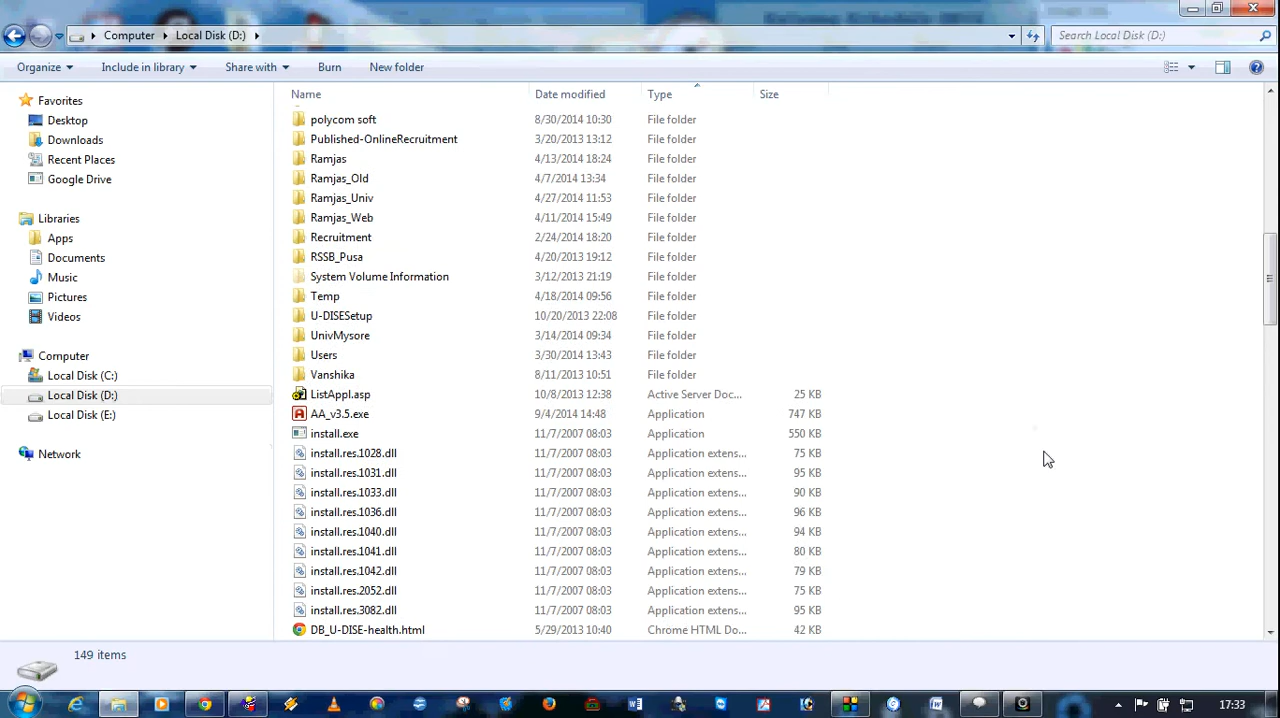 Computer Local Disk (D:) Search Local Disk (D:)
Organize Include in library Share with Burn New folder
Name Date modified Type Size
Favorites
Desktop
Downloads
Recent Places
Google Drive
Libraries
Apps
Documents
Music
Pictures
Videos
Computer
Local Disk (C:)
Local Disk (D:)
Local Disk (E:)
Network
polycom soft 8/30/2014 10:30 File folder
Published-OnlineRecruitment 3/20/2013 13:12 File folder
Ramjas 4/13/2014 18:24 File folder
Ramjas_Old 4/7/2014 13:34 File folder
Ramjas_Univ 4/27/2014 11:53 File folder
Ramjas_Web 4/11/2014 15:49 File folder
Recruitment 2/24/2014 18:20 File folder
RSSB_Pusa 4/20/2013 19:12 File folder
System Volume Information 3/12/2013 21:19 File folder
Temp 4/18/2014 09:56 File folder
U-DISESetup 10/20/2013 22:08 File folder
UnivMysore 3/14/2014 09:34 File folder
Users 3/30/2014 13:43 File folder
Vanshika 8/11/2013 10:51 File folder
ListAppl.asp 10/8/2013 12:38 Active Server Doc... 25 KB
AA_v3.5.exe 9/4/2014 14:48 Application 747 KB
install.exe 11/7/2007 08:03 Application 550 KB
install.res.1028.dll 11/7/2007 08:03 Application extens... 75 KB
install.res.1031.dll 11/7/2007 08:03 Application extens... 95 KB
install.res.1033.dll 11/7/2007 08:03 Application extens... 90 KB
install.res.1036.dll 11/7/2007 08:03 Application extens... 96 KB
install.res.1040.dll 11/7/2007 08:03 Application extens... 94 KB
install.res.1041.dll 11/7/2007 08:03 Application extens... 80 KB
install.res.1042.dll 11/7/2007 08:03 Application extens... 79 KB
install.res.2052.dll 11/7/2007 08:03 Application extens... 75 KB
install.res.3082.dll 11/7/2007 08:03 Application extens... 95 KB
DB_U-DISE-health.html 5/29/2013 10:40 Chrome HTML Do... 42 KB
149 items
17:33